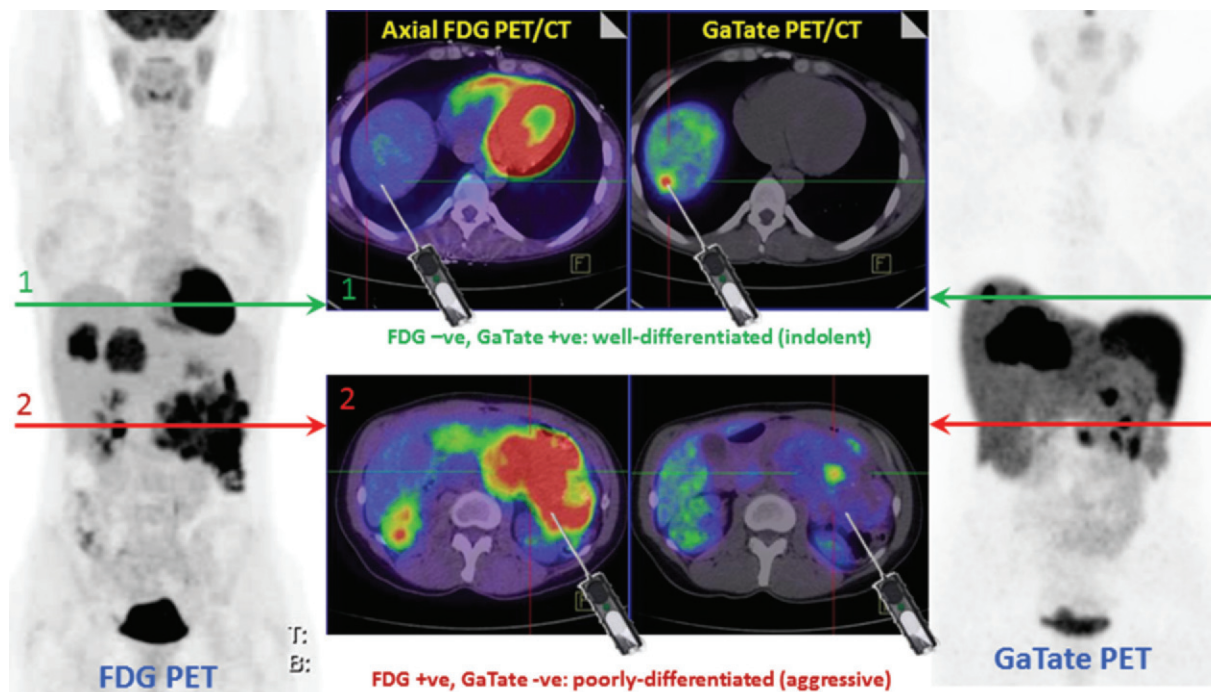 Axial FDG PET/CT
GaTate PET/CT
1
1
F
F
FDG –ve, GaTate +ve: well-differentiated (indolent)
2
2
F
F
T:
B:
FDG PET
GaTate PET
FDG +ve, GaTate -ve: poorly-differentiated (aggressive)